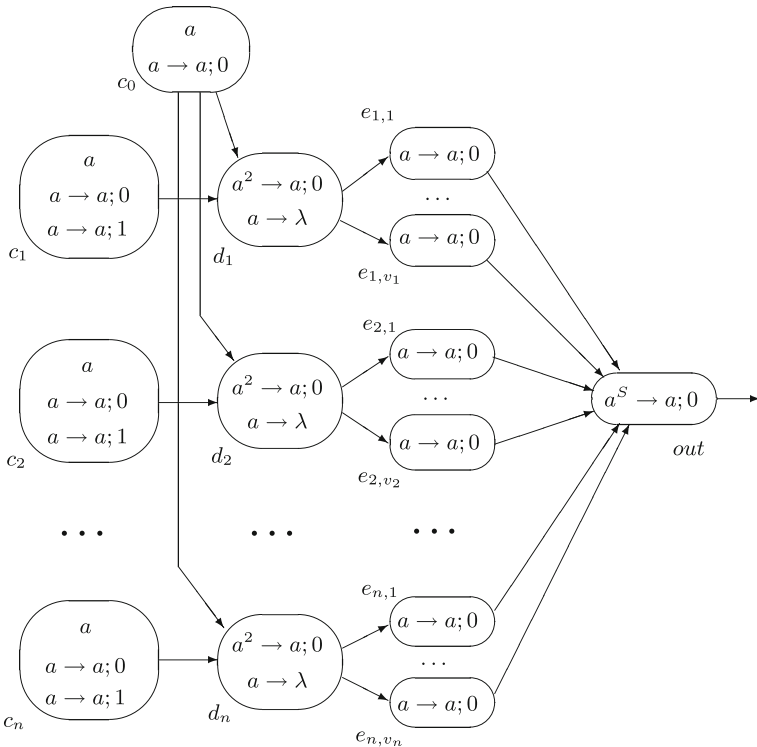 a
a → a; 0
c₀
a
a → a; 0
a → a; 1
c₁
a² → a; 0
a → λ
d₁
e₁,₁
a → a; 0
...
a → a; 0
e₁,ᵥ₁
a
a → a; 0
a → a; 1
c₂
a² → a; 0
a → λ
d₂
e₂,₁
a → a; 0
...
a → a; 0
e₂,ᵥ₂
aˢ → a; 0
out
...
...
...
a
a → a; 0
a → a; 1
cₙ
a² → a; 0
a → λ
dₙ
eₙ,₁
a → a; 0
...
a → a; 0
eₙ,ᵥₙ